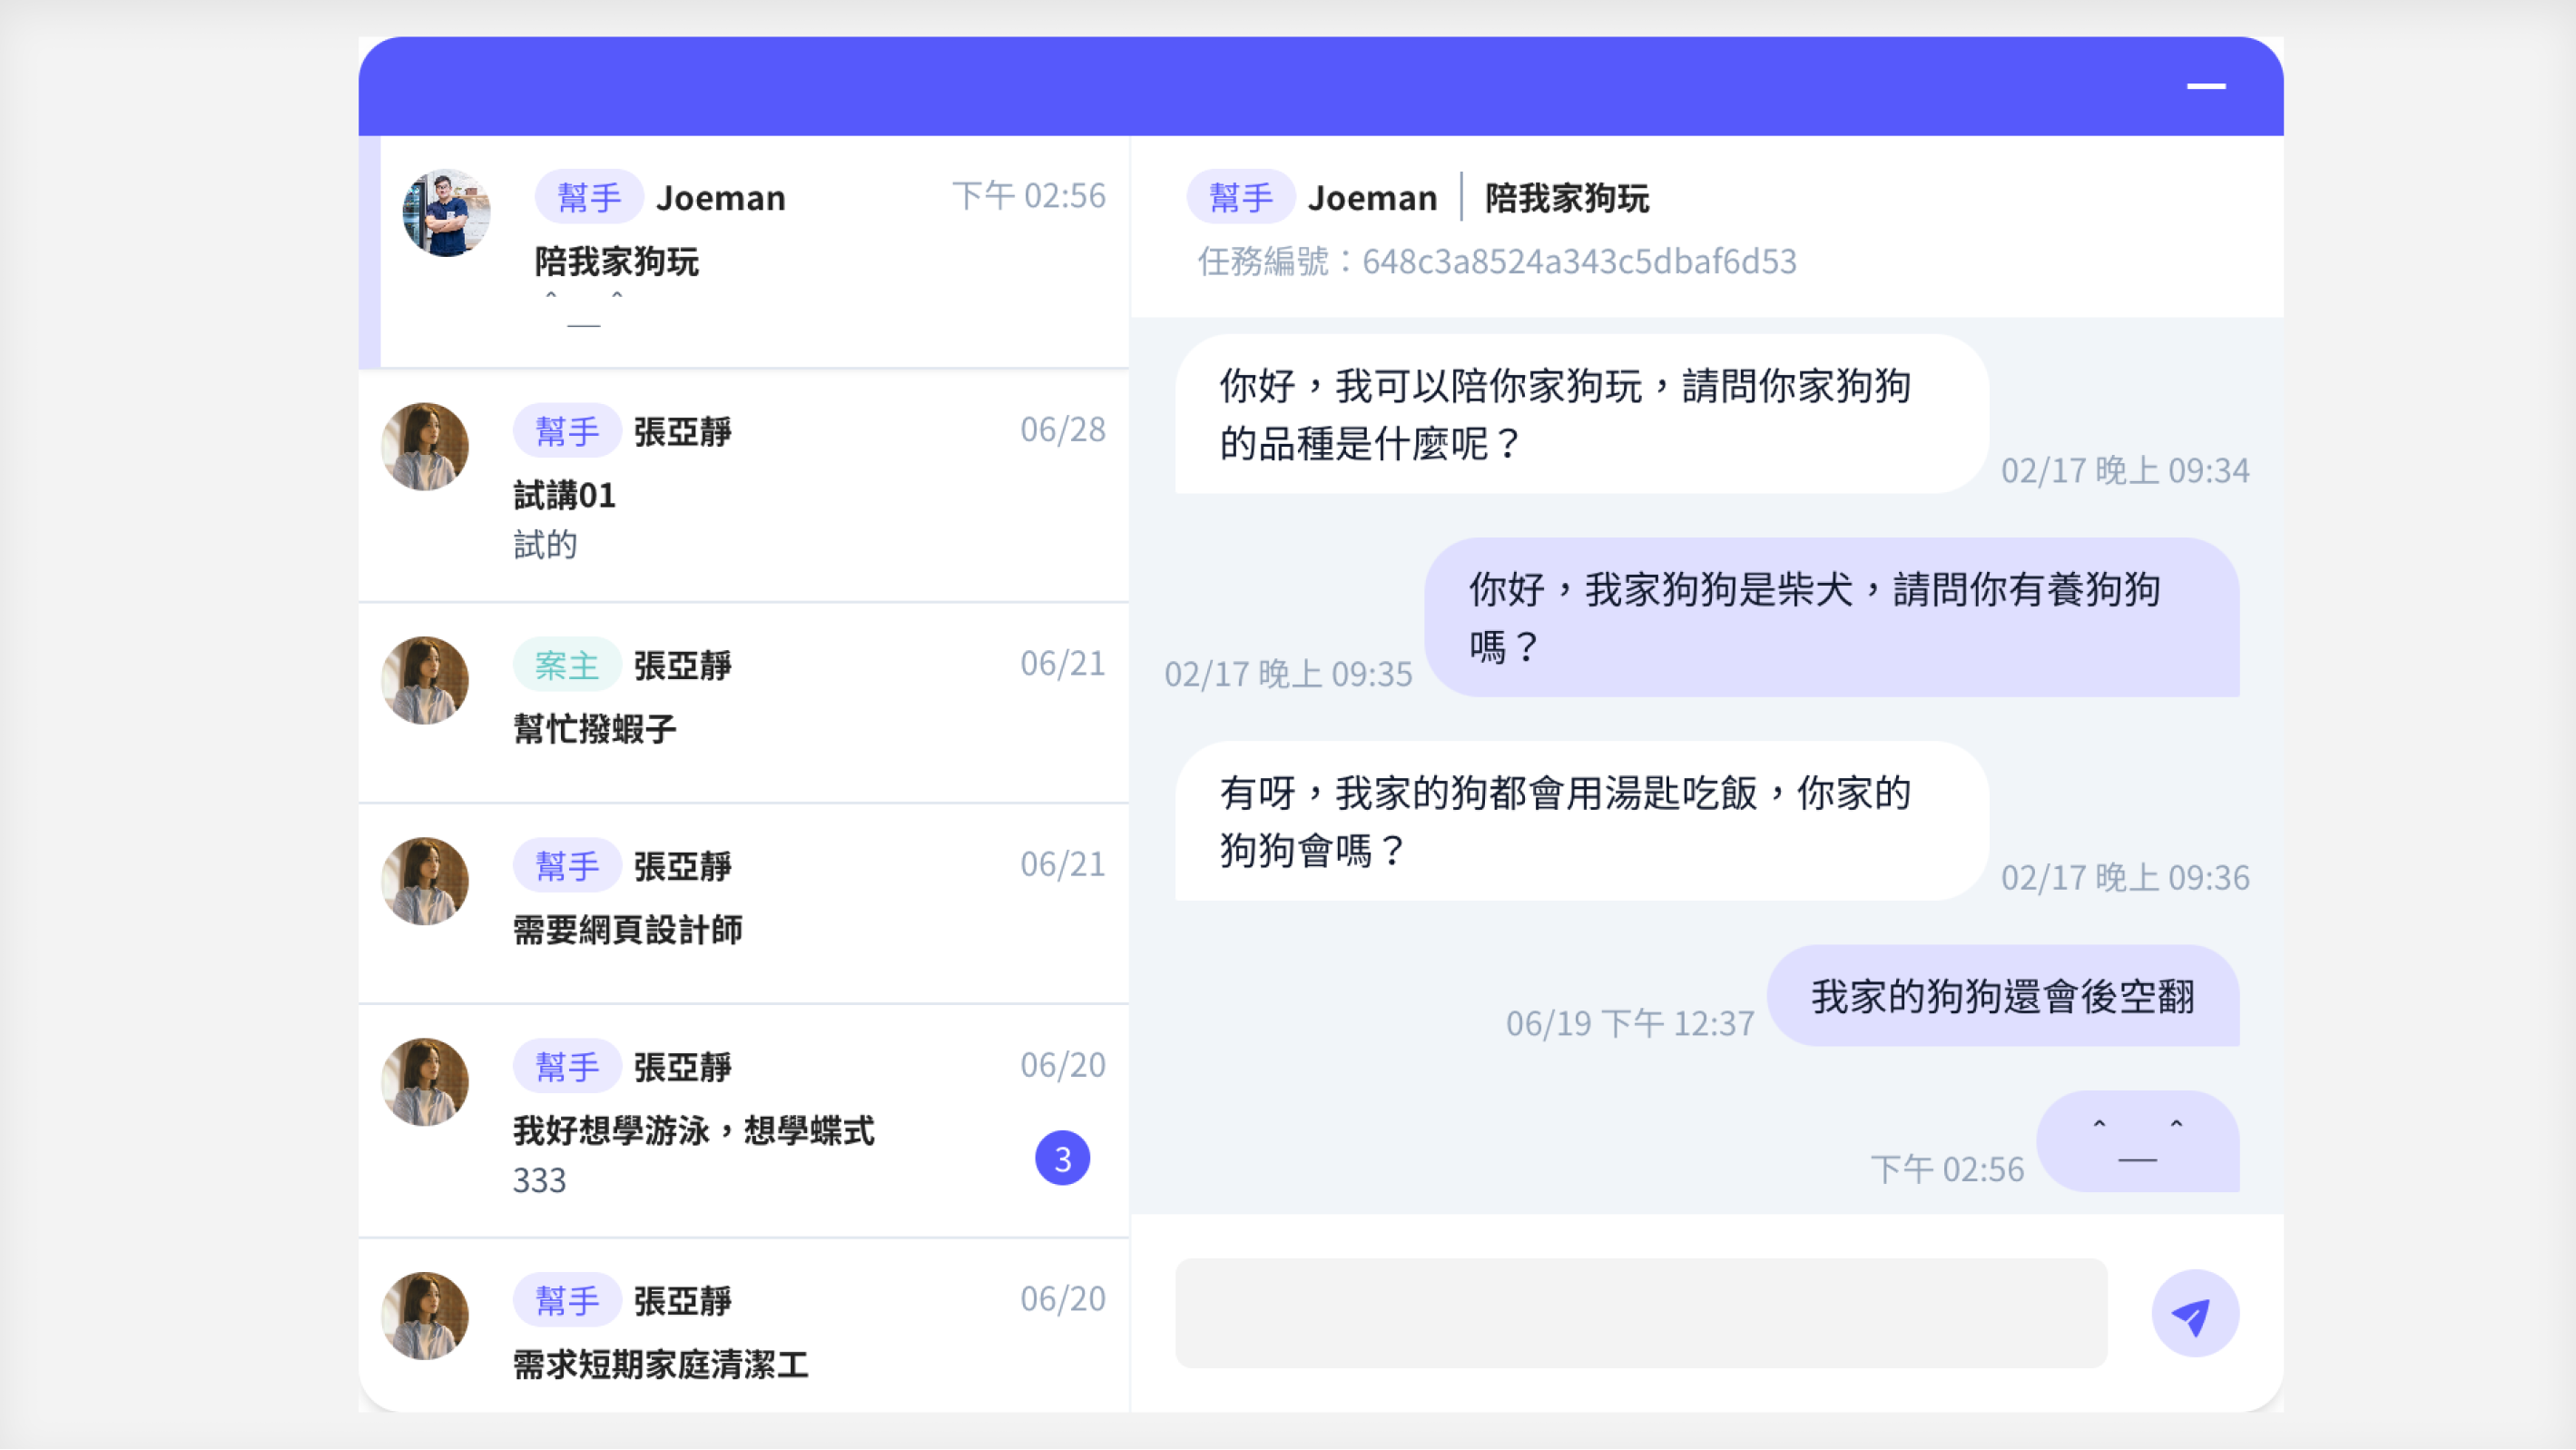 幫手 Joeman 下午 02:56
陪我家狗玩
＾＿＾
幫手 張亞靜 06/28
試講01
試的
案主 張亞靜 06/21
幫忙撥蝦子
幫手 張亞靜 06/21
需要網頁設計師
幫手 張亞靜 06/20
我好想學游泳，想學蝶式
333
3
幫手 張亞靜 06/20
需求短期家庭清潔工
幫手 Joeman │ 陪我家狗玩
任務編號：648c3a8524a343c5dbaf6d53
你好，我可以陪你家狗玩，請問你家狗狗
的品種是什麼呢？
02/17 晚上 09:34
你好，我家狗狗是柴犬，請問你有養狗狗
嗎？
02/17 晚上 09:35
有呀，我家的狗都會用湯匙吃飯，你家的
狗狗會嗎？
02/17 晚上 09:36
我家的狗狗還會後空翻
06/19 下午 12:37
＾＿＾
下午 02:56